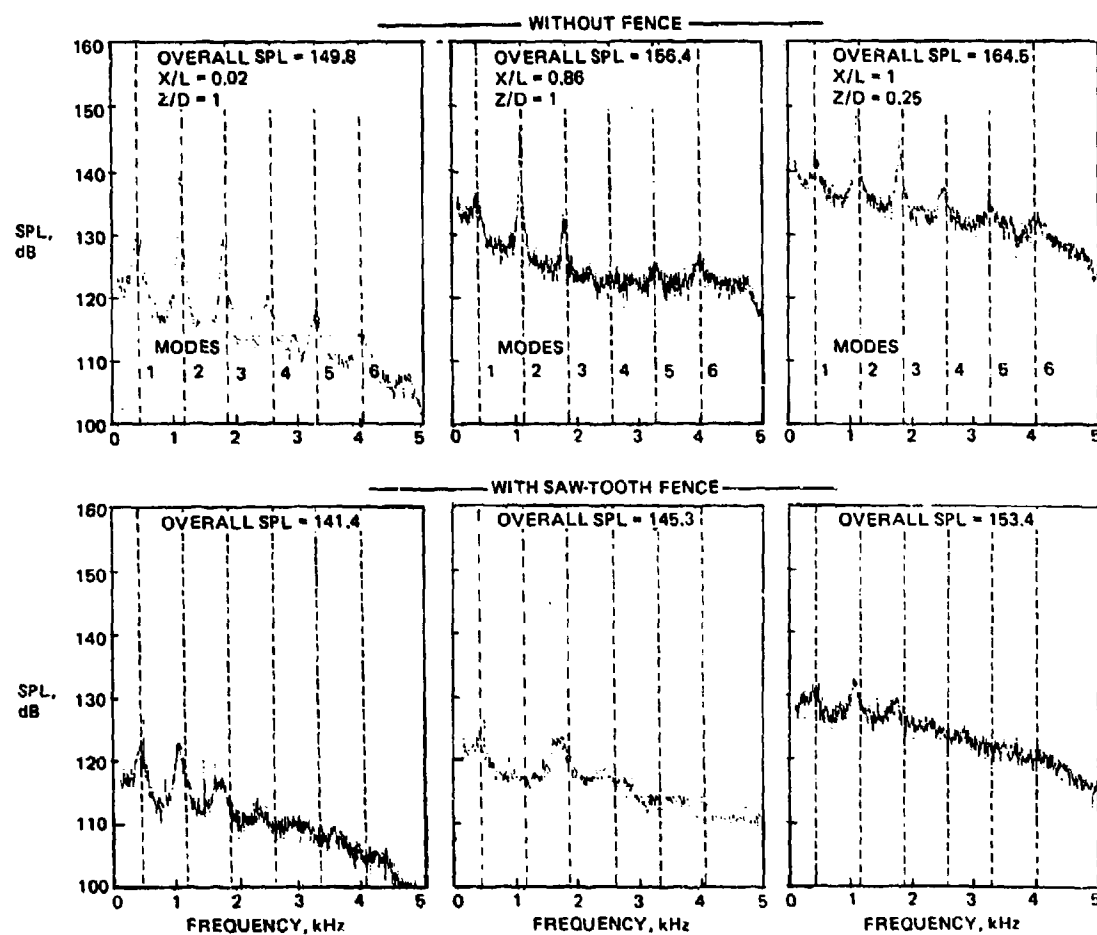 WITHOUT FENCE
160
150
140
130
120
110
100
SPL,
dB
OVERALL SPL = 149.8
X/L = 0.02
Z/D = 1
MODES
1 2 3 4 5 6
0 1 2 3 4 5
OVERALL SPL = 156.4
X/L = 0.86
Z/D = 1
MODES
1 2 3 4 5 6
0 1 2 3 4 5
OVERALL SPL = 164.5
X/L = 1
Z/D = 0.25
MODES
1 2 3 4 5 6
0 1 2 3 4 5
WITH SAW-TOOTH FENCE
160
150
140
130
120
110
100
SPL,
dB
OVERALL SPL = 141.4
0 1 2 3 4 5
FREQUENCY, kHz
OVERALL SPL = 145.3
0 1 2 3 4 5
FREQUENCY, kHz
OVERALL SPL = 153.4
0 1 2 3 4 5
FREQUENCY, kHz